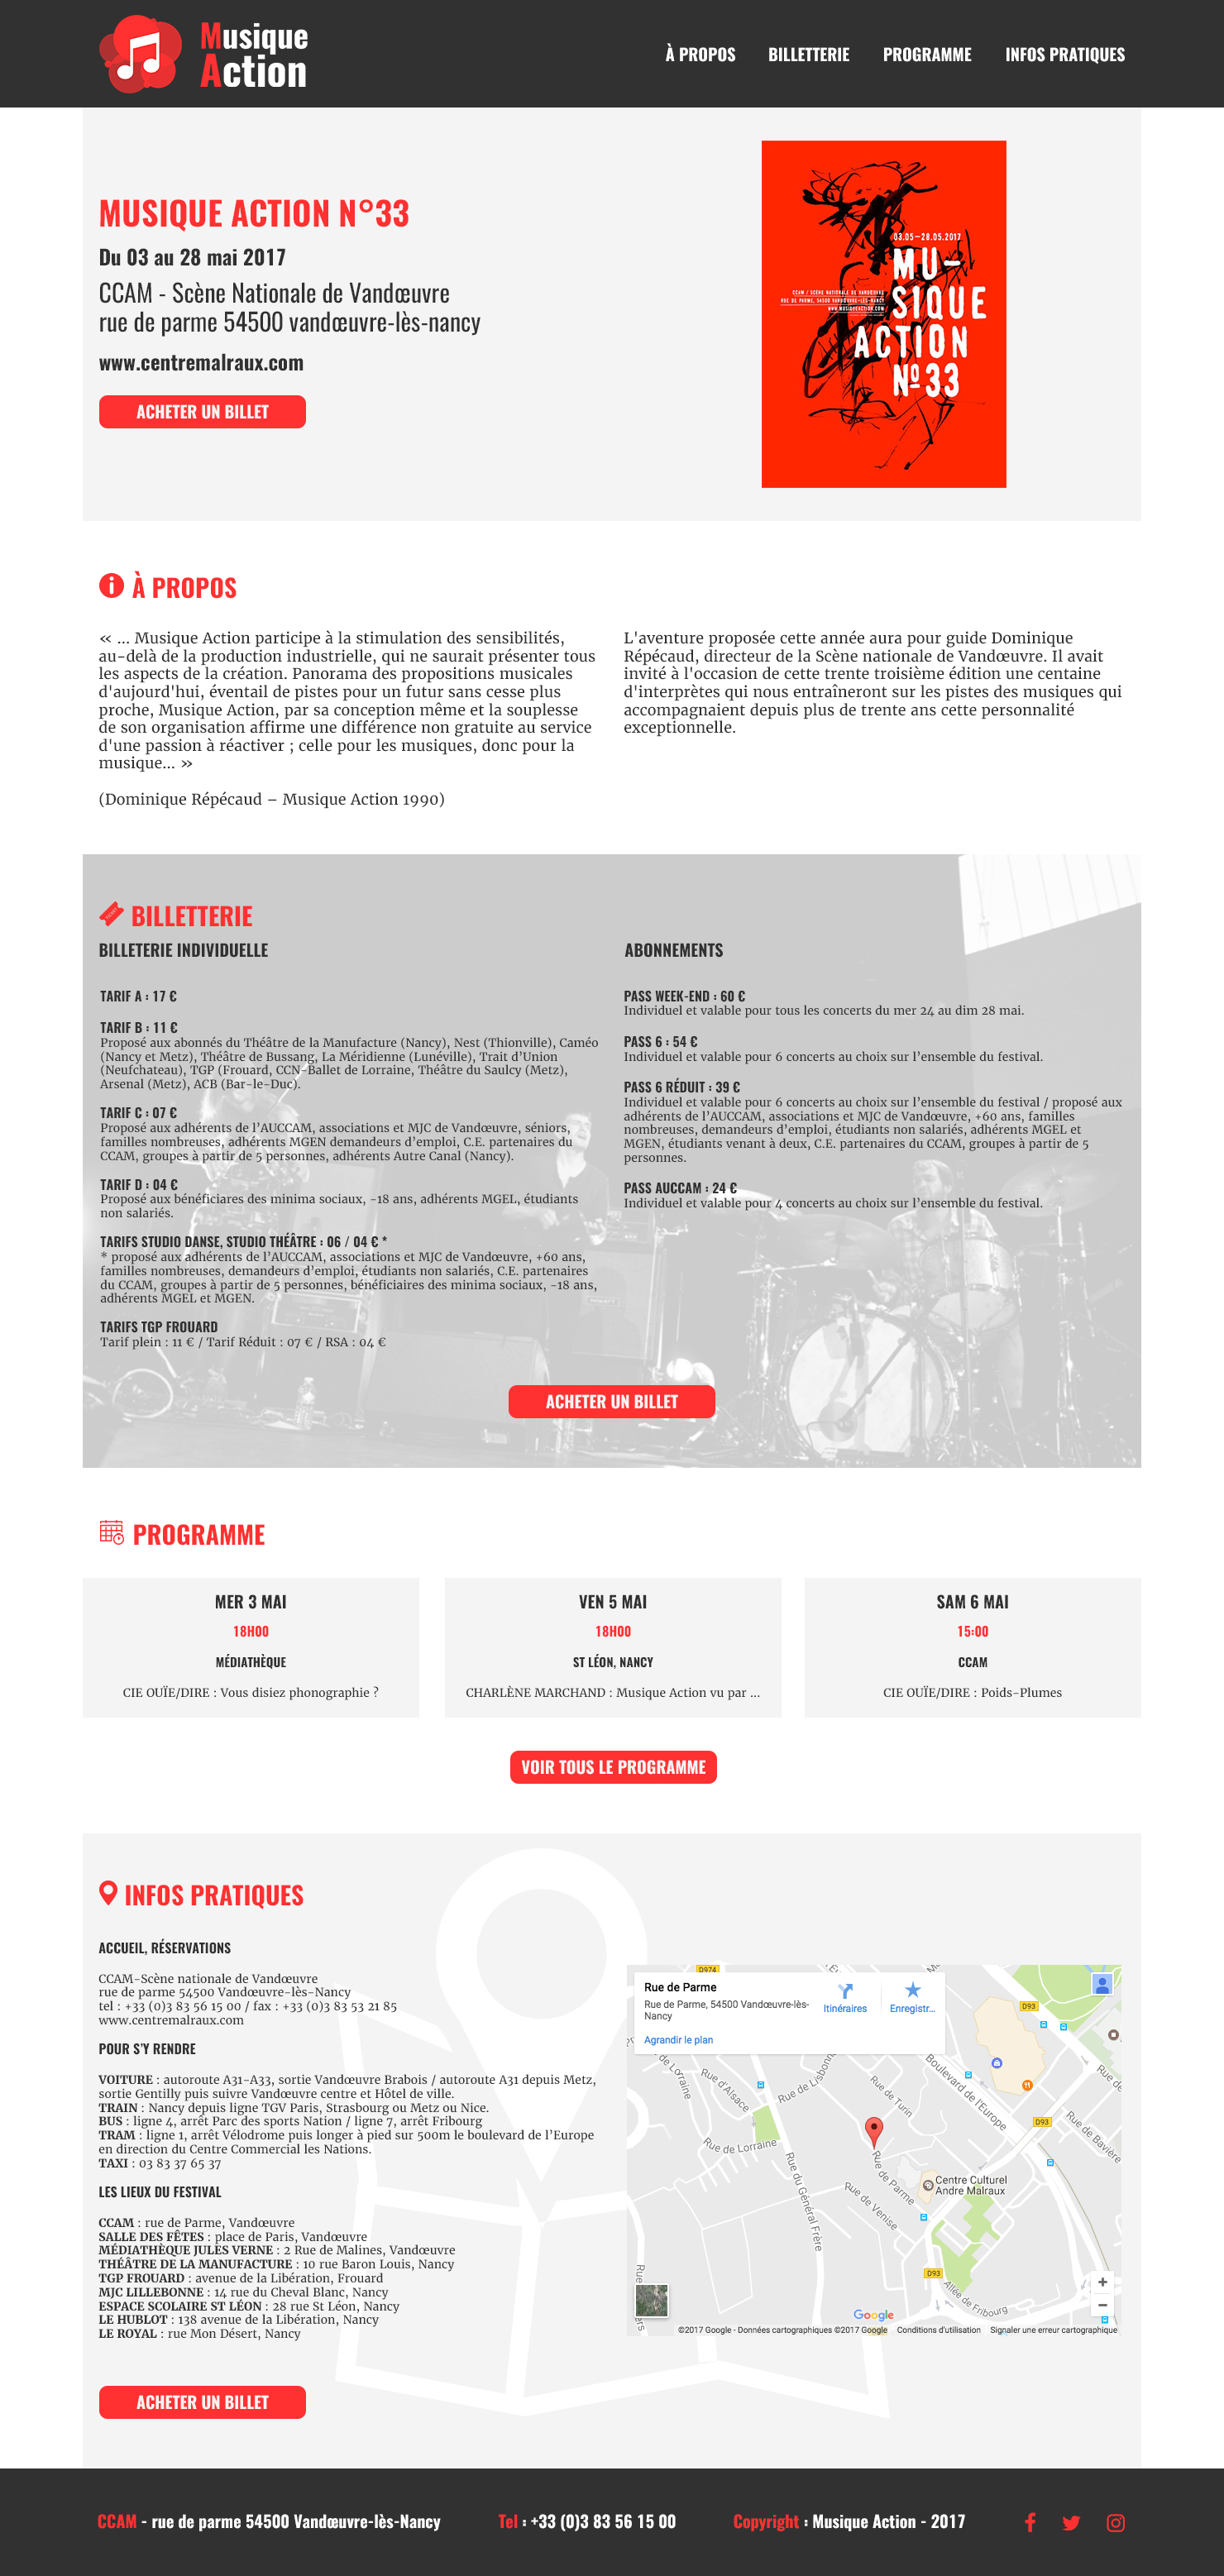 Musique
Action
À PROPOS BILLETTERIE PROGRAMME INFOS PRATIQUES
MUSIQUE ACTION N°33
Du 03 au 28 mai 2017
CCAM - Scène Nationale de Vandœuvre
rue de parme 54500 vandœuvre-lès-nancy
www.centremalraux.com
ACHETER UN BILLET
03.05—28.05.2017
MU-
SIQUE
ACTION
Nº33
CCAM / SCÈNE NATIONALE DE VANDŒUVRE
RUE DE PARME, 54500 VANDŒUVRE-LÈS-NANCY
WWW.MUSIQUEACTION.COM
À PROPOS
« ... Musique Action participe à la stimulation des sensibilités,
au-delà de la production industrielle, qui ne saurait présenter tous
les aspects de la création. Panorama des propositions musicales
d'aujourd'hui, éventail de pistes pour un futur sans cesse plus
proche, Musique Action, par sa conception même et la souplesse
de son organisation affirme une différence non gratuite au service
d'une passion à réactiver ; celle pour les musiques, donc pour la
musique... »
(Dominique Répécaud – Musique Action 1990)
L'aventure proposée cette année aura pour guide Dominique
Répécaud, directeur de la Scène nationale de Vandœuvre. Il avait
invité à l'occasion de cette trente troisième édition une centaine
d'interprètes qui nous entraîneront sur les pistes des musiques qui
accompagnaient depuis plus de trente ans cette personnalité
exceptionnelle.
BILLETTERIE
BILLETERIE INDIVIDUELLE
TARIF A : 17 €
TARIF B : 11 €
Proposé aux abonnés du Théâtre de la Manufacture (Nancy), Nest (Thionville), Caméo
(Nancy et Metz), Théâtre de Bussang, La Méridienne (Lunéville), Trait d’Union
(Neufchateau), TGP (Frouard, CCN-Ballet de Lorraine, Théâtre du Saulcy (Metz),
Arsenal (Metz), ACB (Bar-le-Duc).
TARIF C : 07 €
Proposé aux adhérents de l’AUCCAM, associations et MJC de Vandœuvre, séniors,
familles nombreuses, adhérents MGEN demandeurs d’emploi, C.E. partenaires du
CCAM, groupes à partir de 5 personnes, adhérents Autre Canal (Nancy).
TARIF D : 04 €
Proposé aux bénéficiares des minima sociaux, -18 ans, adhérents MGEL, étudiants
non salariés.
TARIFS STUDIO DANSE, STUDIO THÉÂTRE : 06 / 04 € *
* proposé aux adhérents de l’AUCCAM, associations et MJC de Vandœuvre, +60 ans,
familles nombreuses, demandeurs d’emploi, étudiants non salariés, C.E. partenaires
du CCAM, groupes à partir de 5 personnes, bénéficiaires des minima sociaux, -18 ans,
adhérents MGEL et MGEN.
TARIFS TGP FROUARD
Tarif plein : 11 € / Tarif Réduit : 07 € / RSA : 04 €
ABONNEMENTS
PASS WEEK-END : 60 €
Individuel et valable pour tous les concerts du mer 24 au dim 28 mai.
PASS 6 : 54 €
Individuel et valable pour 6 concerts au choix sur l’ensemble du festival.
PASS 6 RÉDUIT : 39 €
Individuel et valable pour 6 concerts au choix sur l’ensemble du festival / proposé aux
adhérents de l’AUCCAM, associations et MJC de Vandœuvre, +60 ans, familles
nombreuses, demandeurs d’emploi, étudiants non salariés, adhérents MGEL et
MGEN, étudiants venant à deux, C.E. partenaires du CCAM, groupes à partir de 5
personnes.
PASS AUCCAM : 24 €
Individuel et valable pour 4 concerts au choix sur l’ensemble du festival.
ACHETER UN BILLET
PROGRAMME
MER 3 MAI
18H00
MÉDIATHÈQUE
CIE OUÏE/DIRE : Vous disiez phonographie ?
VEN 5 MAI
18H00
ST LÉON, NANCY
CHARLÈNE MARCHAND : Musique Action vu par ...
SAM 6 MAI
15:00
CCAM
CIE OUÏE/DIRE : Poids-Plumes
VOIR TOUS LE PROGRAMME
INFOS PRATIQUES
ACCUEIL, RÉSERVATIONS
CCAM-Scène nationale de Vandœuvre
rue de parme 54500 Vandœuvre-lès-Nancy
tel : +33 (0)3 83 56 15 00 / fax : +33 (0)3 83 53 21 85
www.centremalraux.com
POUR S’Y RENDRE
VOITURE : autoroute A31-A33, sortie Vandœuvre Brabois / autoroute A31 depuis Metz,
sortie Gentilly puis suivre Vandœuvre centre et Hôtel de ville.
TRAIN : Nancy depuis ligne TGV Paris, Strasbourg ou Metz ou Nice.
BUS : ligne 4, arrêt Parc des sports Nation / ligne 7, arrêt Fribourg
TRAM : ligne 1, arrêt Vélodrome puis longer à pied sur 500m le boulevard de l’Europe
en direction du Centre Commercial les Nations.
TAXI : 03 83 37 65 37
LES LIEUX DU FESTIVAL
CCAM : rue de Parme, Vandœuvre
SALLE DES FÊTES : place de Paris, Vandœuvre
MÉDIATHÈQUE JULES VERNE : 2 Rue de Malines, Vandœuvre
THÉÂTRE DE LA MANUFACTURE : 10 rue Baron Louis, Nancy
TGP FROUARD : avenue de la Libération, Frouard
MJC LILLEBONNE : 14 rue du Cheval Blanc, Nancy
ESPACE SCOLAIRE ST LÉON : 28 rue St Léon, Nancy
LE HUBLOT : 138 avenue de la Libération, Nancy
LE ROYAL : rue Mon Désert, Nancy
ACHETER UN BILLET
D974
Rue de Parme
Rue de Parme, 54500 Vandœuvre-lès-
Nancy
Itinéraires
Enregistr...
Agrandir le plan
D93
Rue d'Alsace
Rue de Lisbonne
Rue de Turin
Boulevard de l'Europe
D93
Rue de Bavière
Rue de Lorraine
Rue de Parme
Rue du Général Frère
Rue de Venise
Centre Culturel
Andre Malraux
D93
Allée de Fribourg
Google
©2017 Google - Données cartographiques ©2017 Google Conditions d'utilisation Signaler une erreur cartographique
CCAM - rue de parme 54500 Vandœuvre-lès-Nancy
Tel : +33 (0)3 83 56 15 00
Copyright : Musique Action - 2017